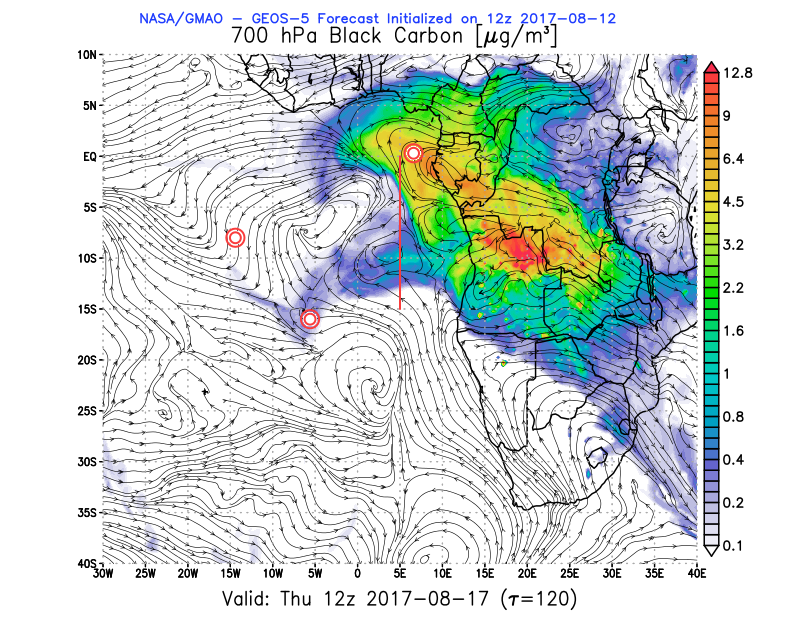 NASA/GMAO - GEOS-5 Forecast Initialized on 12z 2017-08-12
700 hPa Black Carbon [μg/m³]
10N
5N
EQ
5S
10S
15S
20S
25S
30S
35S
40S
30W 25W 20W 15W 10W 5W 0 5E 10E 15E 20E 25E 30E 35E 40E
12.8
9
6.4
4.5
3.2
2.2
1.6
1
0.8
0.4
0.2
0.1
Valid: Thu 12z 2017-08-17 (τ=120)